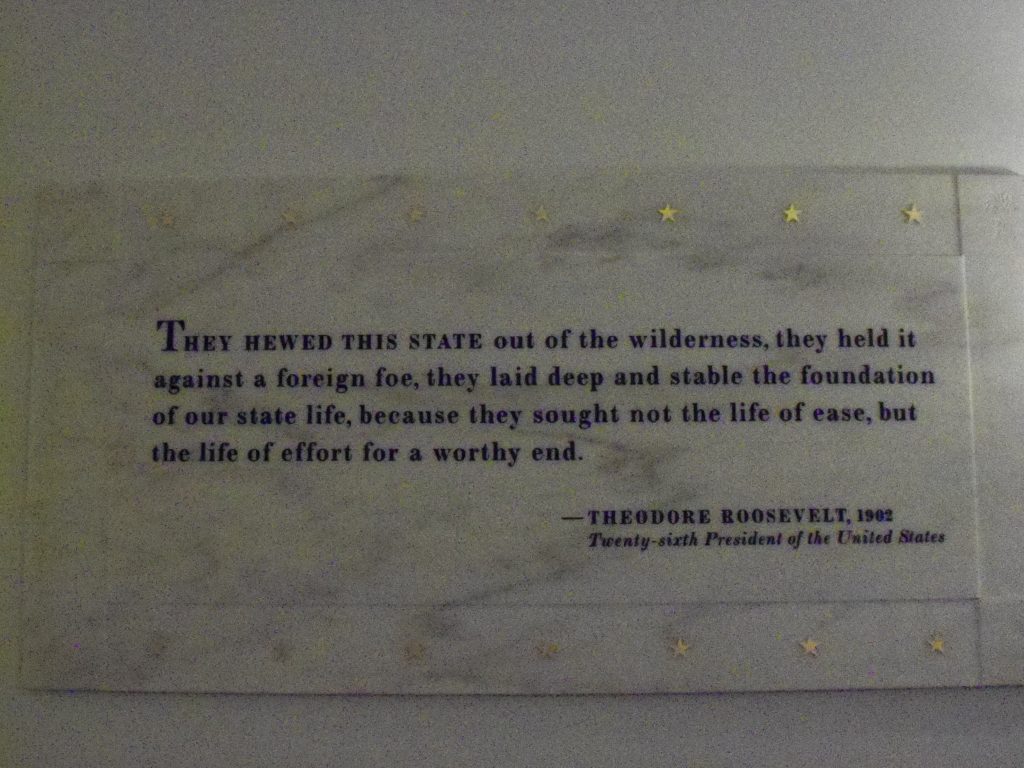 THEY HEWED THIS STATE out of the wilderness, they held it
against a foreign foe, they laid deep and stable the foundation
of our state life, because they sought not the life of ease, but
the life of effort for a worthy end.
—THEODORE ROOSEVELT, 1902
Twenty-sixth President of the United States